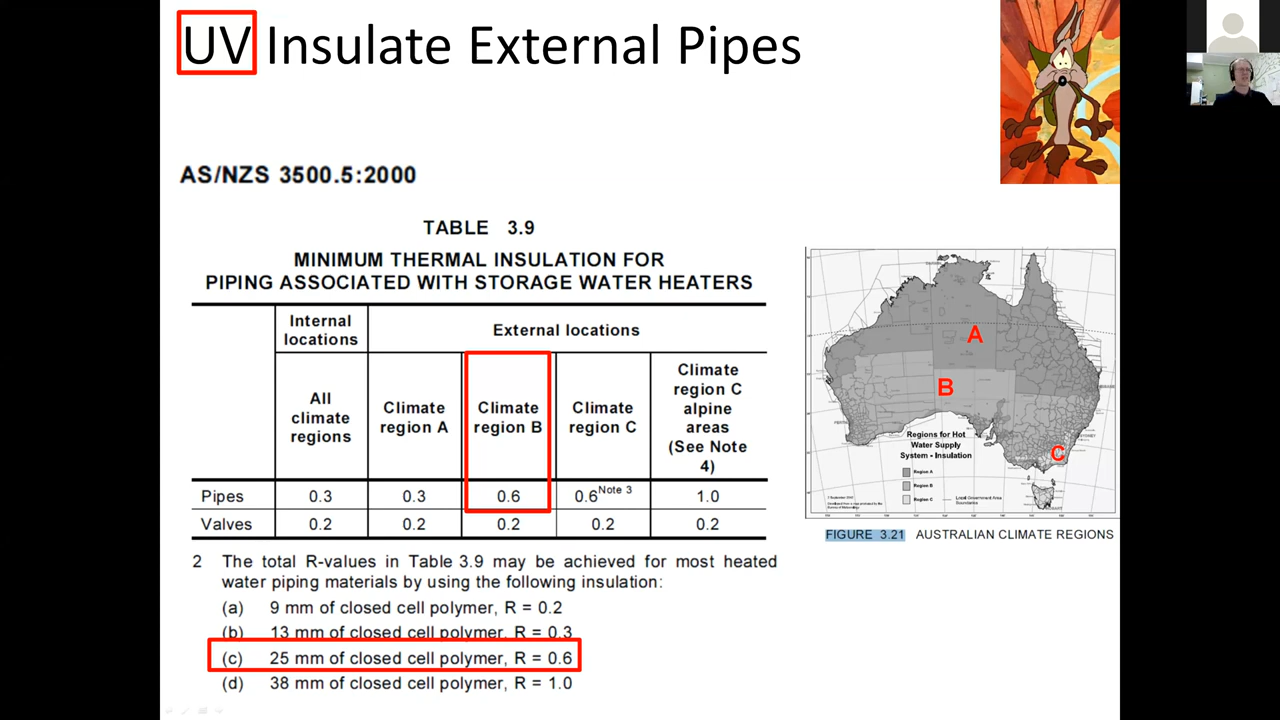 UV Insulate External Pipes
AS/NZS 3500.5:2000
TABLE 3.9
MINIMUM THERMAL INSULATION FOR
PIPING ASSOCIATED WITH STORAGE WATER HEATERS
Internal locations
External locations
All climate regions
Climate region A
Climate region B
Climate region C
Climate region C alpine areas (See Note 4)
Pipes 0.3 0.3 0.6 0.6 Note 3 1.0
Valves 0.2 0.2 0.2 0.2 0.2
2 The total R-values in Table 3.9 may be achieved for most heated
water piping materials by using the following insulation:
(a) 9 mm of closed cell polymer, R = 0.2
(b) 13 mm of closed cell polymer, R = 0.3
(c) 25 mm of closed cell polymer, R = 0.6
(d) 38 mm of closed cell polymer, R = 1.0
A
B
C
Regions for Hot
Water Supply
System - Insulation
Region A
Region B
Region C
Local Government Area
Boundaries
FIGURE 3.21 AUSTRALIAN CLIMATE REGIONS